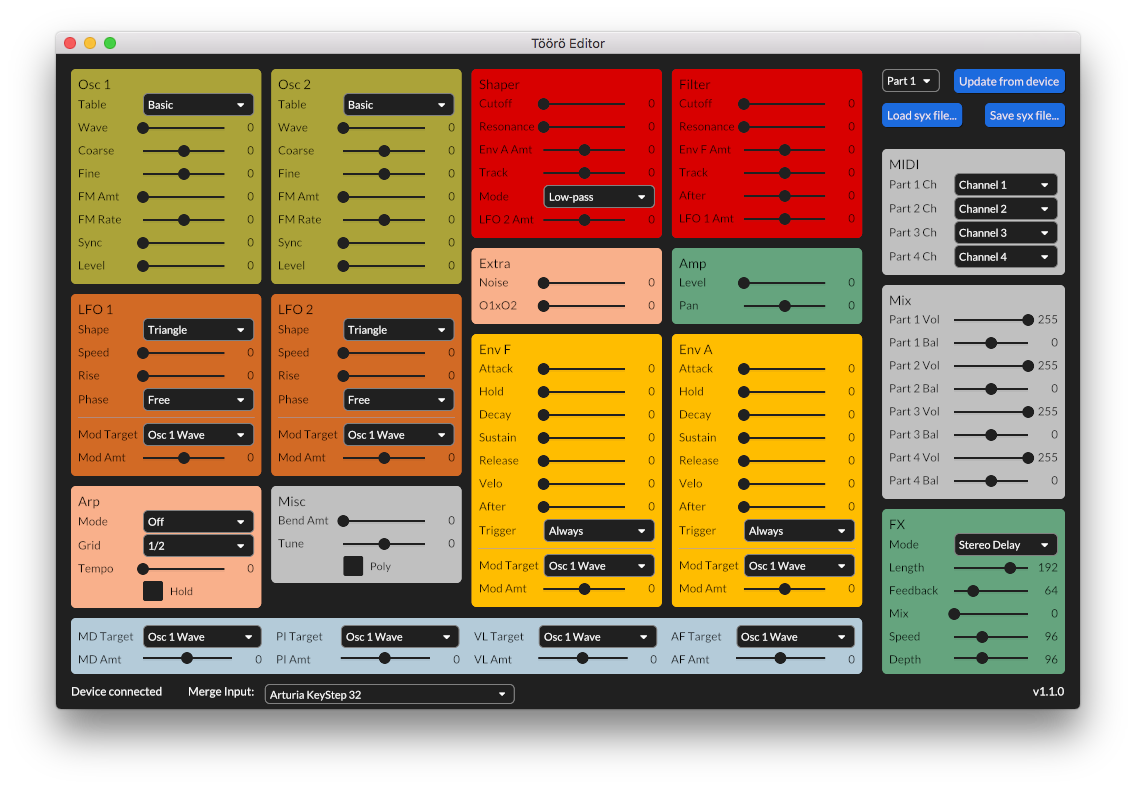 Töörö Editor
Osc 1
Table Basic
Wave 0
Coarse 0
Fine 0
FM Amt 0
FM Rate 0
Sync 0
Level 0
Osc 2
Table Basic
Wave 0
Coarse 0
Fine 0
FM Amt 0
FM Rate 0
Sync 0
Level 0
Shaper
Cutoff 0
Resonance 0
Env A Amt 0
Track 0
Mode Low-pass
LFO 2 Amt 0
Filter
Cutoff 0
Resonance 0
Env F Amt 0
Track 0
After 0
LFO 1 Amt 0
Part 1 Update from device
Load syx file... Save syx file...
MIDI
Part 1 Ch Channel 1
Part 2 Ch Channel 2
Part 3 Ch Channel 3
Part 4 Ch Channel 4
Extra
Noise 0
O1xO2 0
Amp
Level 0
Pan 0
LFO 1
Shape Triangle
Speed 0
Rise 0
Phase Free
Mod Target Osc 1 Wave
Mod Amt 0
LFO 2
Shape Triangle
Speed 0
Rise 0
Phase Free
Mod Target Osc 1 Wave
Mod Amt 0
Env F
Attack 0
Hold 0
Decay 0
Sustain 0
Release 0
Velo 0
After 0
Trigger Always
Mod Target Osc 1 Wave
Mod Amt 0
Env A
Attack 0
Hold 0
Decay 0
Sustain 0
Release 0
Velo 0
After 0
Trigger Always
Mod Target Osc 1 Wave
Mod Amt 0
Mix
Part 1 Vol 255
Part 1 Bal 0
Part 2 Vol 255
Part 2 Bal 0
Part 3 Vol 255
Part 3 Bal 0
Part 4 Vol 255
Part 4 Bal 0
Arp
Mode Off
Grid 1/2
Tempo 0
Hold
Misc
Bend Amt 0
Tune 0
Poly
FX
Mode Stereo Delay
Length 192
Feedback 64
Mix 0
Speed 96
Depth 96
MD Target Osc 1 Wave PI Target Osc 1 Wave VL Target Osc 1 Wave AF Target Osc 1 Wave
MD Amt 0 PI Amt 0 VL Amt 0 AF Amt 0
Device connected Merge Input: Arturia KeyStep 32 v1.1.0